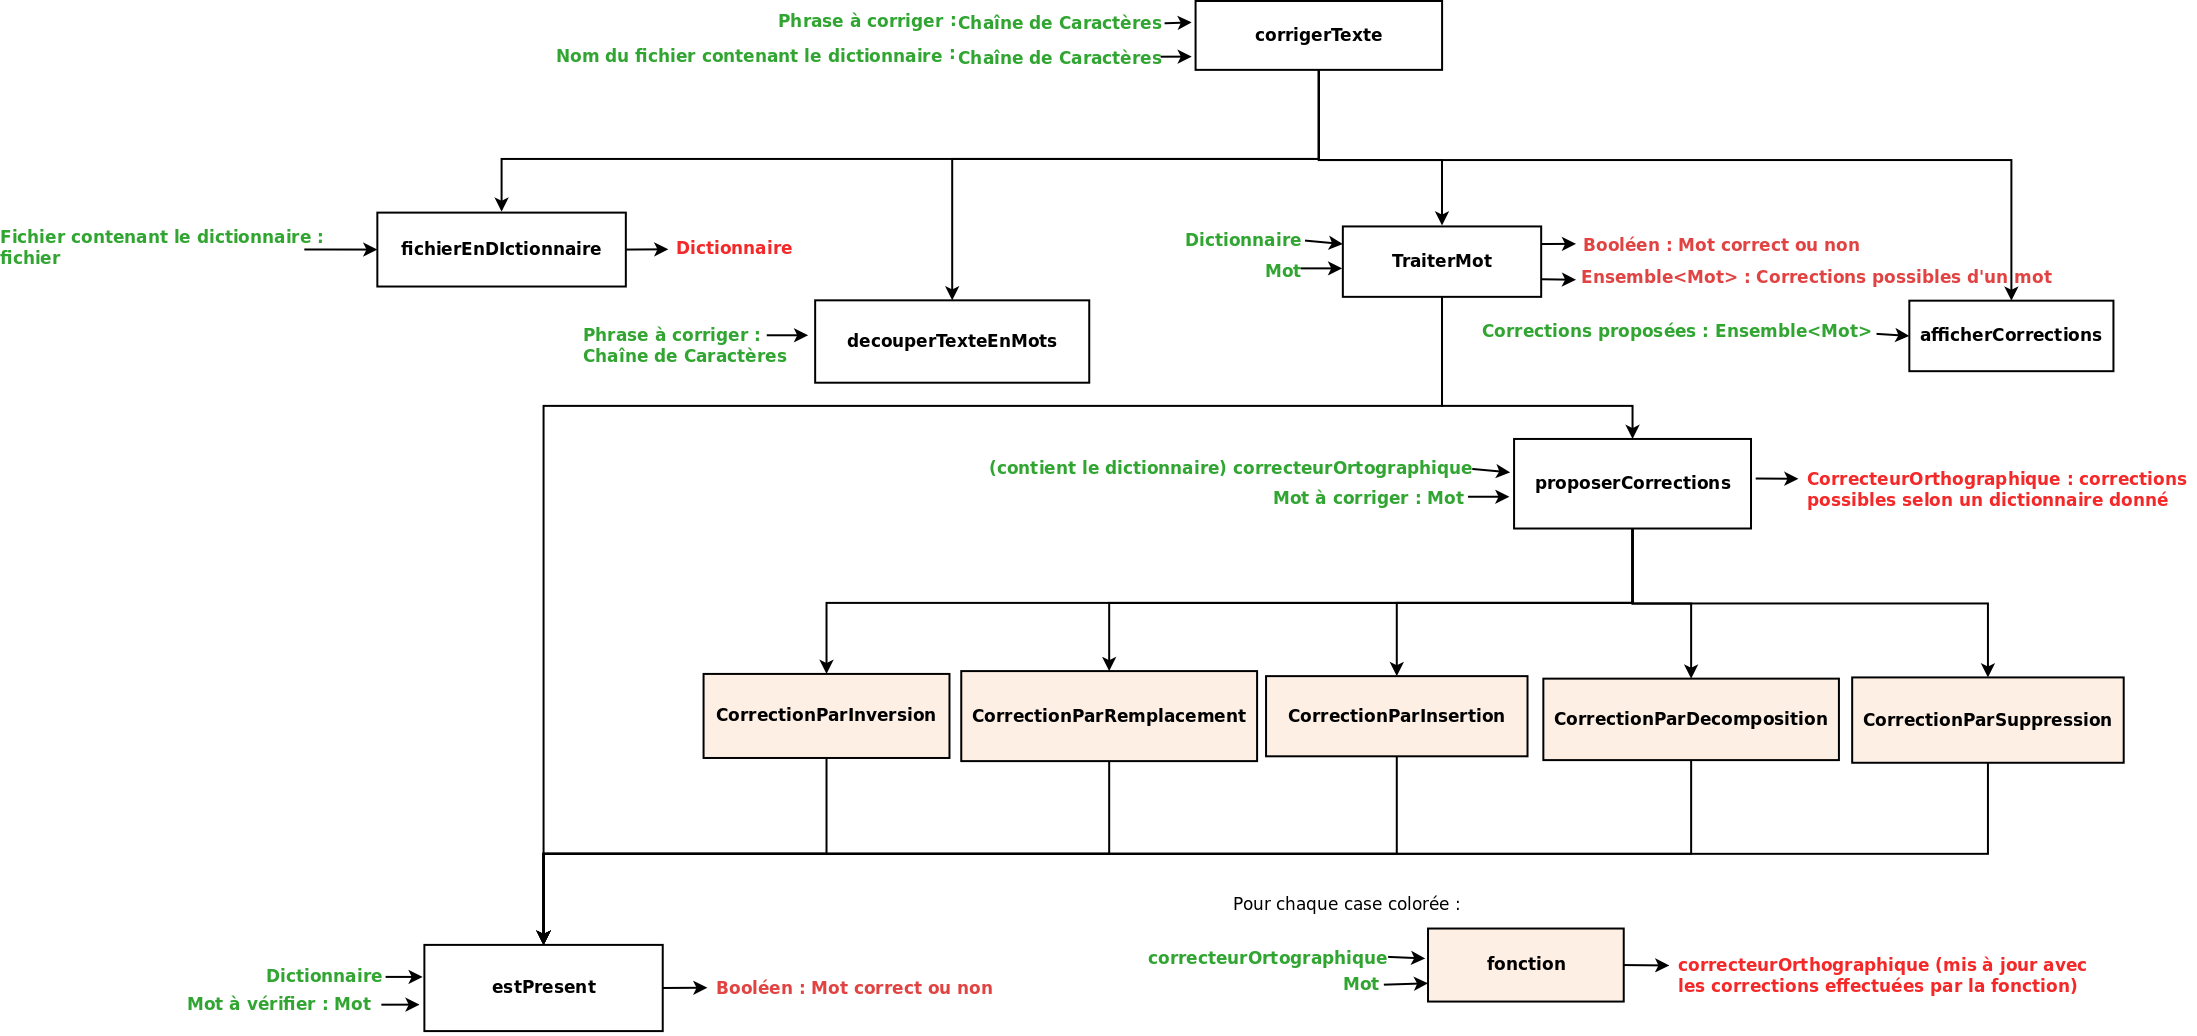 Phrase à corriger :
Chaîne de Caractères
Nom du fichier contenant le dictionnaire :
Chaîne de Caractères
corrigerTexte
Fichier contenant le dictionnaire :
fichier
fichierEnDIctionnaire
Dictionnaire
Phrase à corriger :
Chaîne de Caractères
decouperTexteEnMots
Dictionnaire
Mot
TraiterMot
Booléen : Mot correct ou non
Ensemble<Mot> : Corrections possibles d'un mot
Corrections proposées : Ensemble<Mot>
afficherCorrections
(contient le dictionnaire) correcteurOrtographique
Mot à corriger : Mot
proposerCorrections
CorrecteurOrthographique : corrections
possibles selon un dictionnaire donné
CorrectionParInversion
CorrectionParRemplacement
CorrectionParInsertion
CorrectionParDecomposition
CorrectionParSuppression
Dictionnaire
Mot à vérifier : Mot
estPresent
Booléen : Mot correct ou non
Pour chaque case colorée :
correcteurOrtographique
Mot
fonction
correcteurOrthographique (mis à jour avec
les corrections effectuées par la fonction)